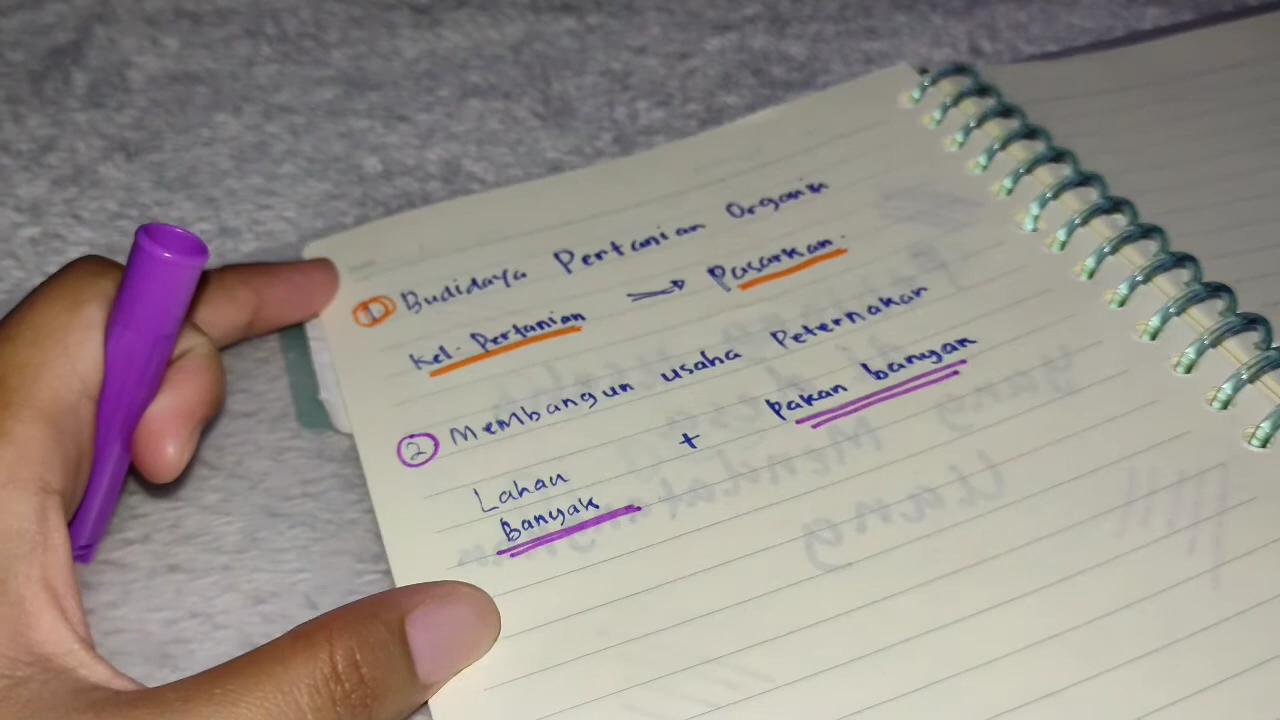 ① Budidaya Pertanian Organik
Kel. Pertanian → Pasarkan.
② Membangun usaha Peternakan
Lahan Banyak + Pakan banyak